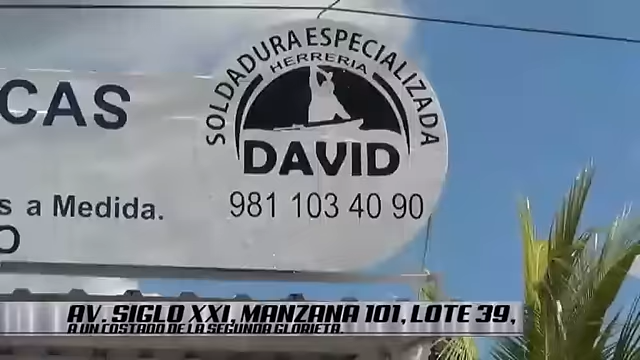 SOLDADURA ESPECIALIZADA
HERRERIA
CAS
DAVID
s a Medida.
981 103 40 90
O
AV. SIGLO XXI, MANZANA 101, LOTE 39,
A UN COSTADO DE LA SEGUNDA GLORIETA.